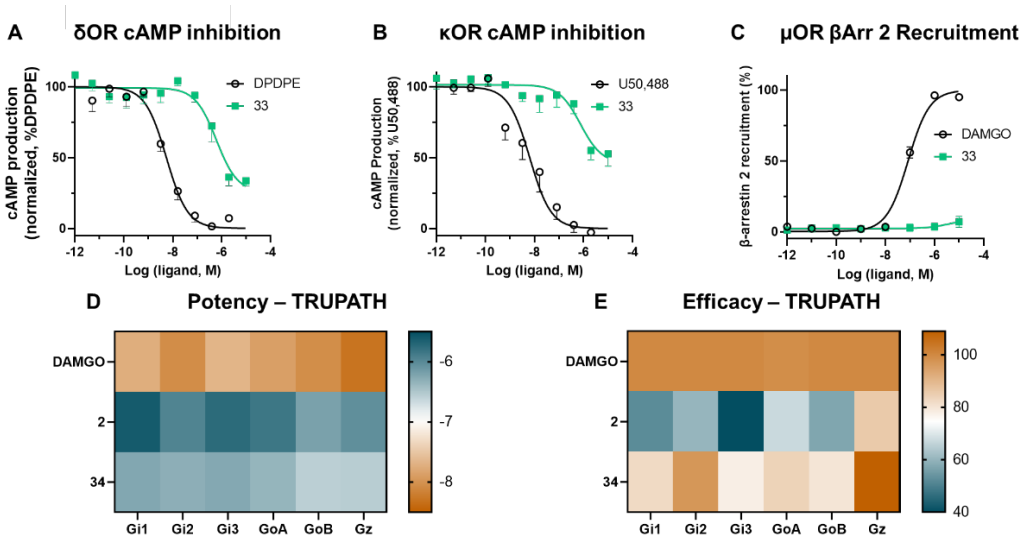 A
δOR cAMP inhibition
cAMP production
(normalized, %DPDPE)
100
50
0
-12
-10
-8
-6
-4
Log (ligand, M)
DPDPE
33
B
κOR cAMP inhibition
cAMP Production
(normalized, % U50,488)
100
50
0
-12
-10
-8
-6
-4
Log (ligand, M)
U50,488
33
C
μOR βArr 2 Recruitment
β-arrestin 2 recruitment (%)
100
50
0
-12
-10
-8
-6
-4
Log (ligand, M)
DAMGO
33
D
Potency – TRUPATH
DAMGO
2
34
Gi1
Gi2
Gi3
GoA
GoB
Gz
-6
-7
-8
E
Efficacy – TRUPATH
DAMGO
2
34
Gi1
Gi2
Gi3
GoA
GoB
Gz
100
80
60
40